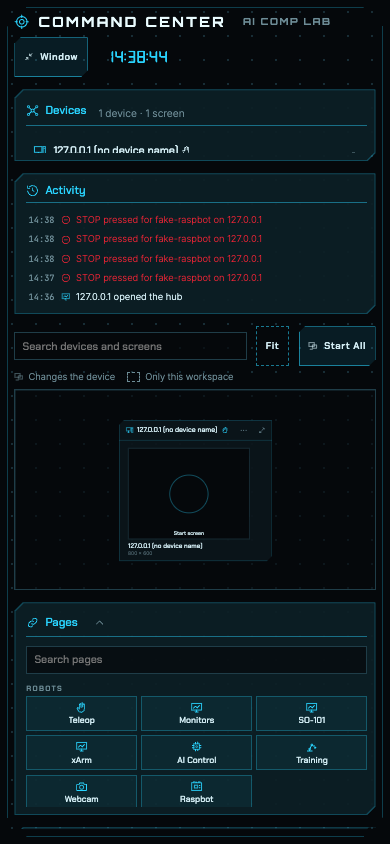 COMMAND CENTER AI COMP LAB
Window 14:38:44
Devices 1 device · 1 screen
127.0.0.1 (no device name)
Activity
14:38 STOP pressed for fake-raspbot on 127.0.0.1
14:38 STOP pressed for fake-raspbot on 127.0.0.1
14:38 STOP pressed for fake-raspbot on 127.0.0.1
14:37 STOP pressed for fake-raspbot on 127.0.0.1
14:36 127.0.0.1 opened the hub
Search devices and screens Fit Start All
Changes the device Only this workspace
127.0.0.1 (no device name) ...
Start screen
127.0.0.1 (no device name)
800 × 600
Pages
Search pages
ROBOTS
Teleop Monitors SO-101
xArm AI Control Training
Webcam Raspbot